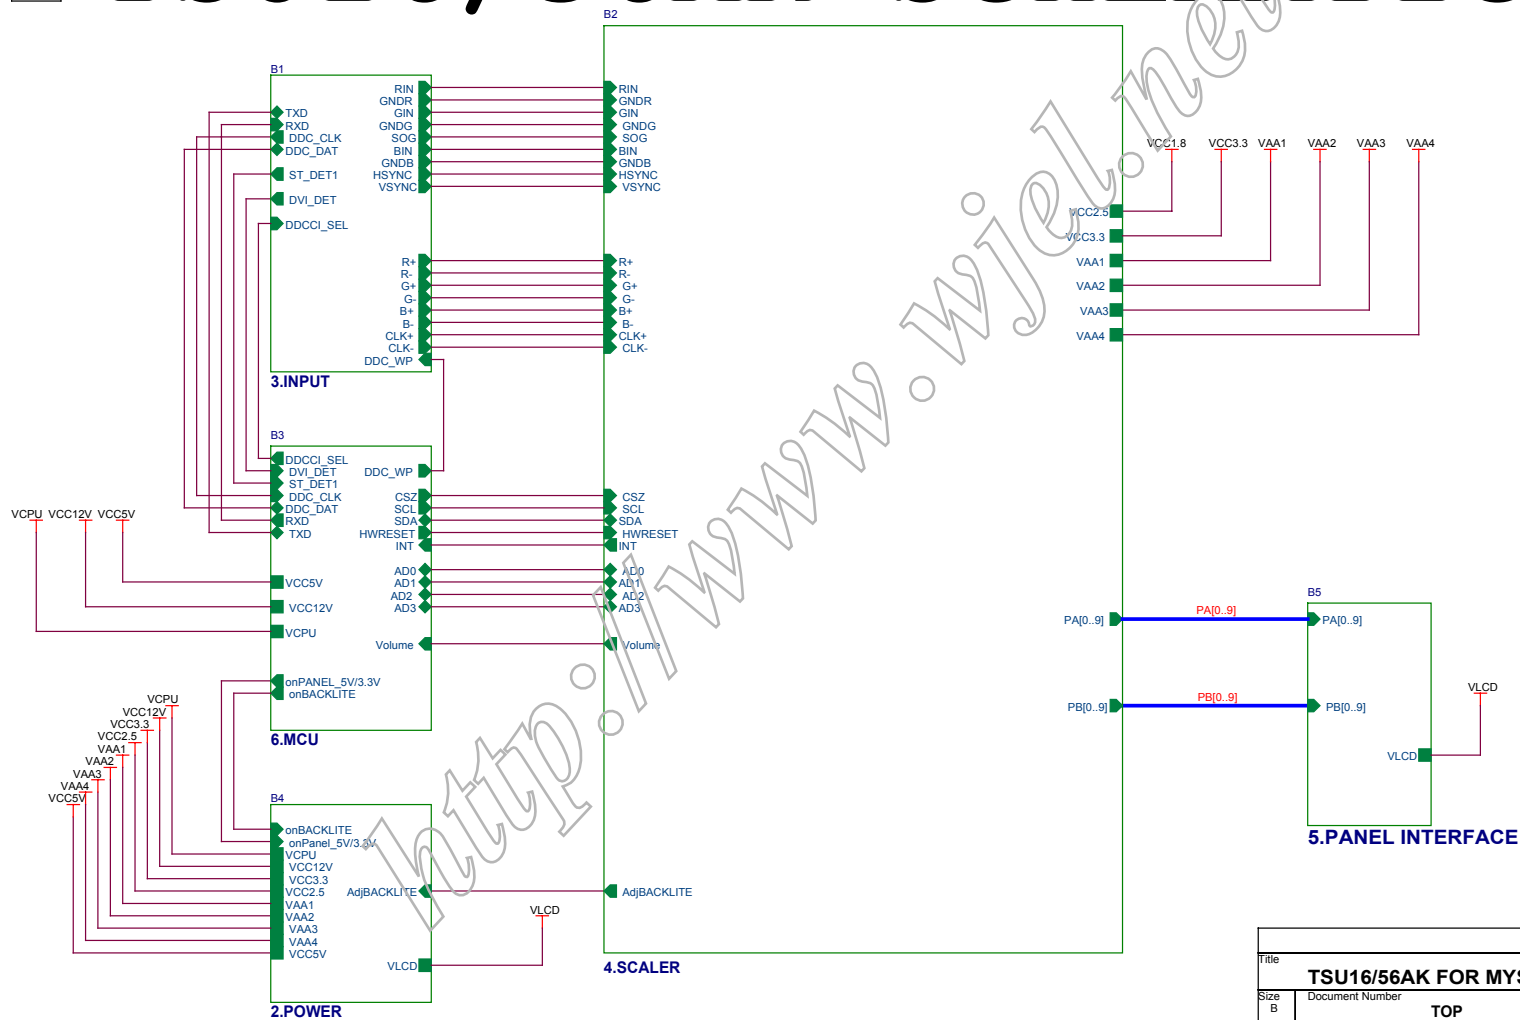 B1
TXD
RXD
DDC_CLK
DDC_DAT
ST_DET1
DVI_DET
DDCCI_SEL
RIN
GNDR
GIN
GNDG
SOG
BIN
GNDB
HSYNC
VSYNC
R+
R-
G+
G-
B+
B-
CLK+
CLK-
DDC_WP
3.INPUT
B3
DDCCI_SEL
DVI_DET
ST_DET1
DDC_CLK
DDC_DAT
RXD
TXD
VCC5V
VCC12V
VCPU
onPANEL_5V/3.3V
onBACKLITE
DDC_WP
CSZ
SCL
SDA
HWRESET
INT
AD0
AD1
AD2
AD3
Volume
6.MCU
VCPU VCC12V VCC5V
VCPU
VCC12V
VCC3.3
VCC2.5
VAA1
VAA2
VAA3
VAA4
VCC5V
B4
onBACKLITE
onPanel_5V/3.3V
VCPU
VCC12V
VCC3.3
VCC2.5
VAA1
VAA2
VAA3
VAA4
VCC5V
AdjBACKLITE
VLCD
2.POWER
VLCD
B2
RIN
GNDR
GIN
GNDG
SOG
BIN
GNDB
HSYNC
VSYNC
R+
R-
G+
G-
B+
B-
CLK+
CLK-
CSZ
SCL
SDA
HWRESET
INT
AD0
AD1
AD2
AD3
Volume
AdjBACKLITE
VCC2.5
VCC3.3
VAA1
VAA2
VAA3
VAA4
PA[0..9]
PB[0..9]
4.SCALER
VCC1.8 VCC3.3 VAA1 VAA2 VAA3 VAA4
PA[0..9]
PB[0..9]
B5
PA[0..9]
PB[0..9]
VLCD
5.PANEL INTERFACE
VLCD
http://www.wjel.net
Title
TSU16/56AK FOR MYS
Size
B
Document Number
TOP